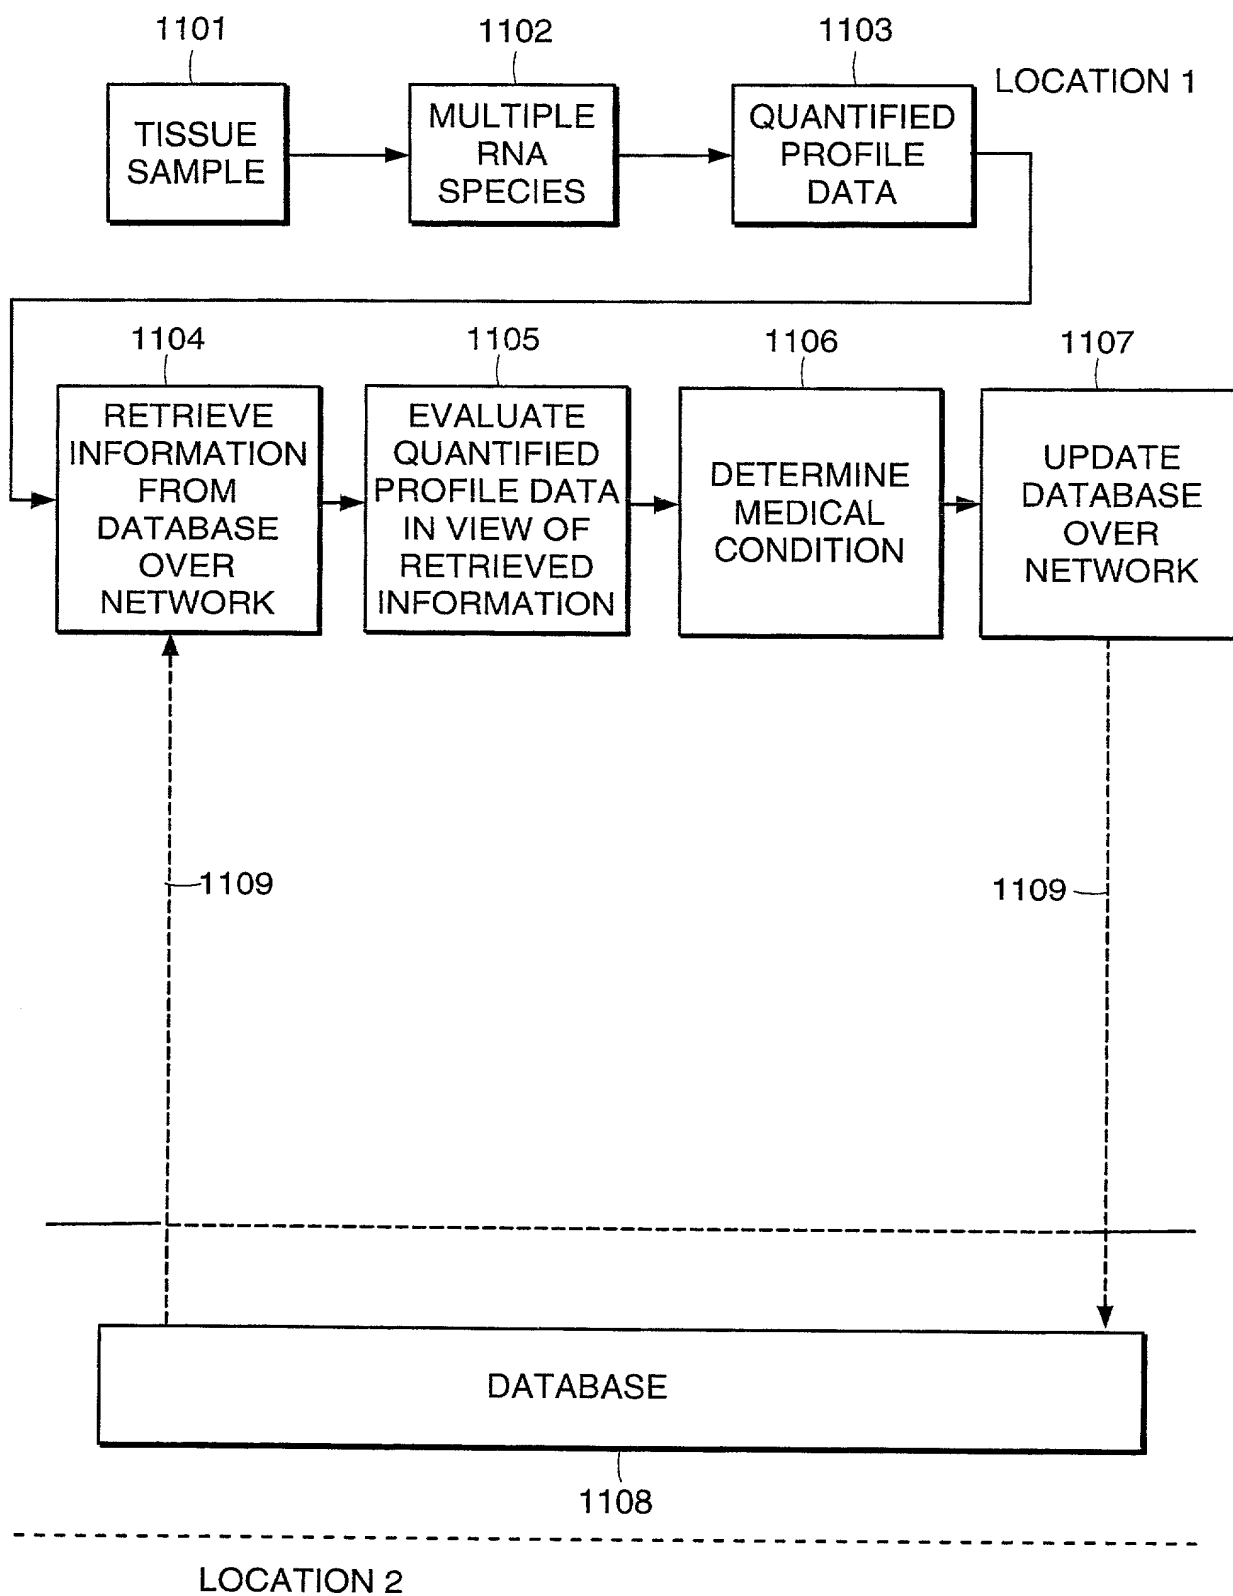 1101
1102
1103
LOCATION 1
TISSUE
SAMPLE
MULTIPLE
RNA
SPECIES
QUANTIFIED
PROFILE
DATA
1104
1105
1106
1107
RETRIEVE
INFORMATION
FROM
DATABASE
OVER
NETWORK
EVALUATE
QUANTIFIED
PROFILE DATA
IN VIEW OF
RETRIEVED
INFORMATION
DETERMINE
MEDICAL
CONDITION
UPDATE
DATABASE
OVER
NETWORK
1109
1109
DATABASE
1108
LOCATION 2